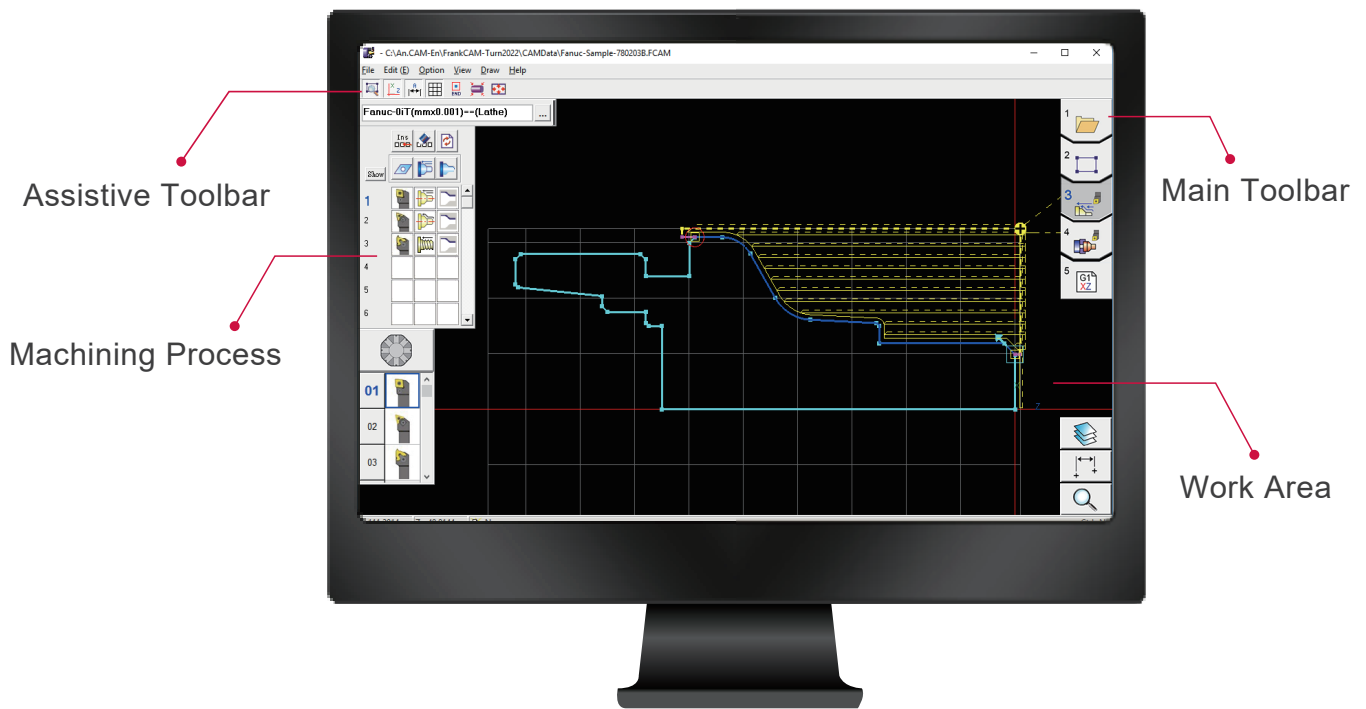 - C:\An.CAM-En\FrankCAM-Turn2022\CAMData\Fanuc-Sample-780203B.FCAM
File Edit (E) Option View Draw Help
X Z A END
Fanuc-0iT(mmx0.001)==(Lathe) ...
Ins
Show
1
2
3
4
5
6
01
02
03
1
2
3
4
5 G1 XZ
Z
Assistive Toolbar
Machining Process
Main Toolbar
Work Area